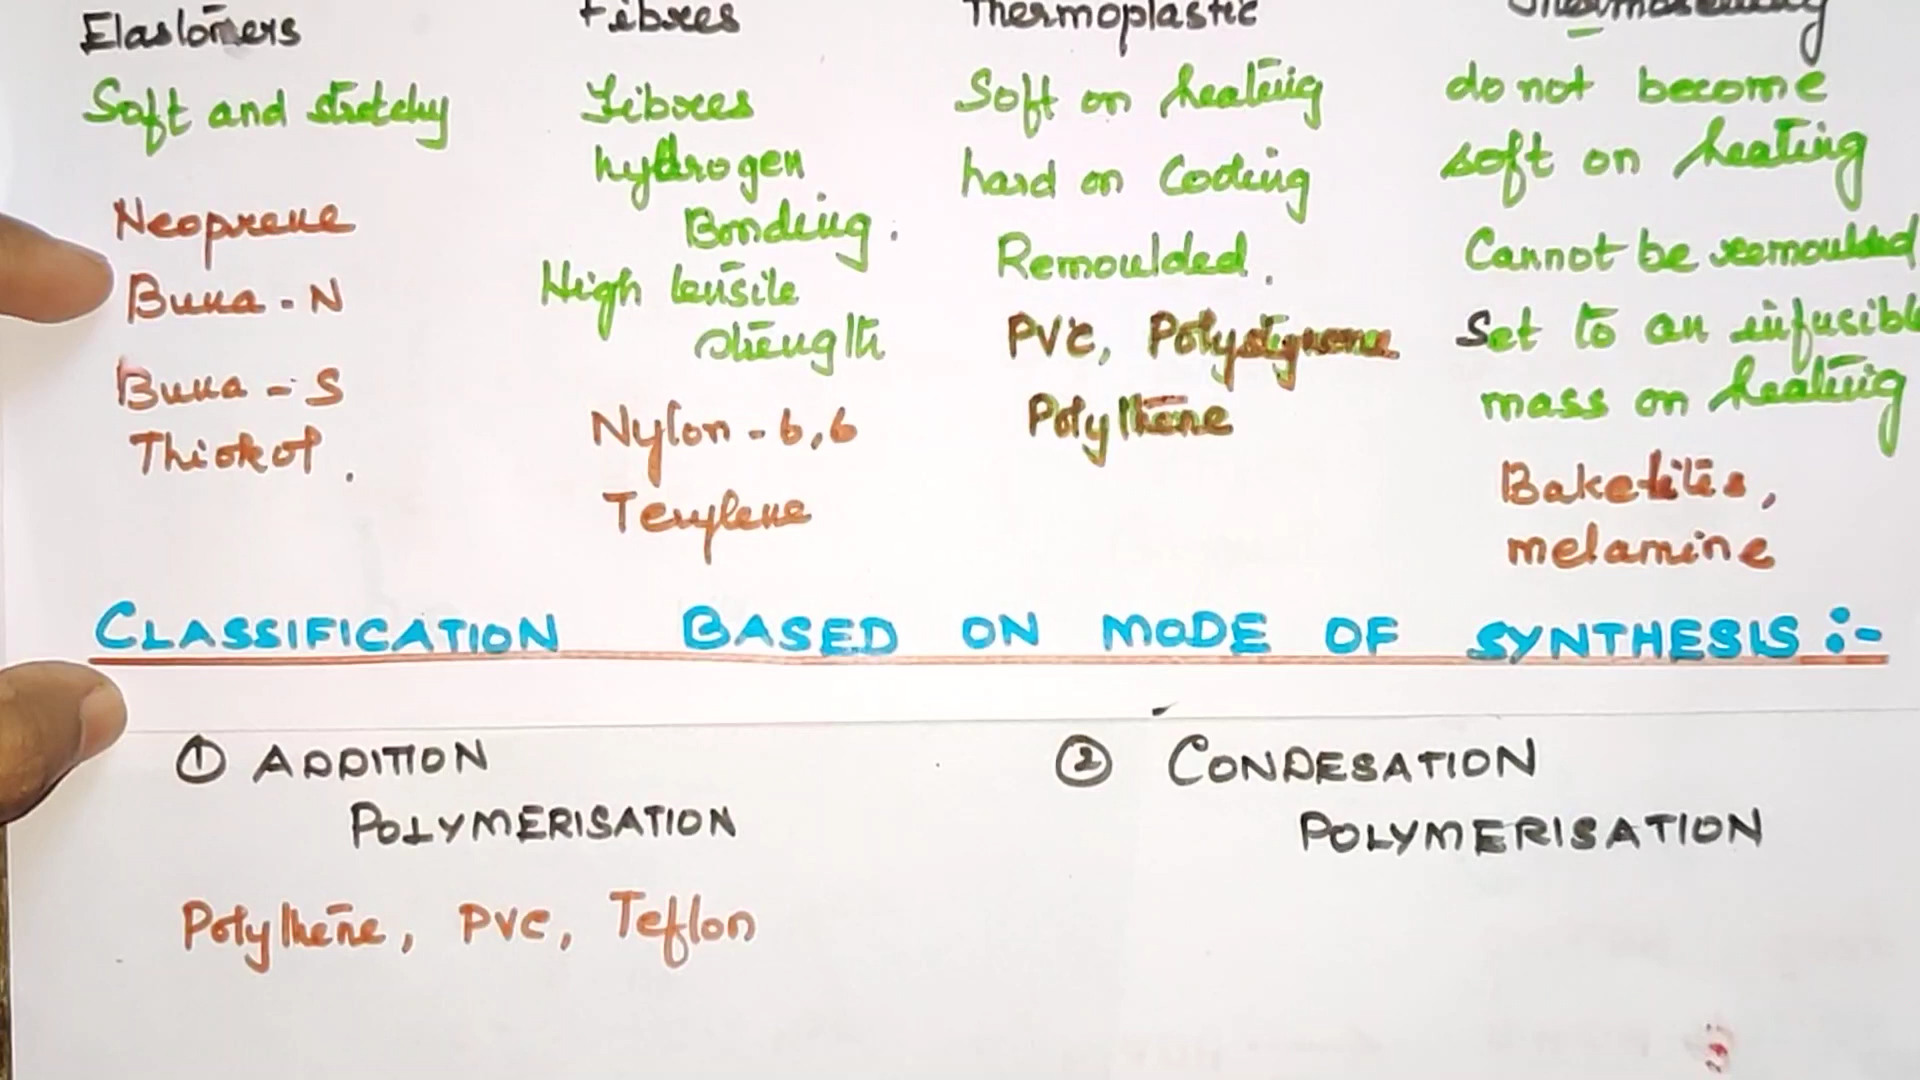 Elastomers
Soft and stretchy
Neoprene
Buna - N
Buna - S
Thiokol.
Fibres
Fibres
hydrogen
Bonding.
High tensile
strength
Nylon - 6,6
Terylene
Thermoplastic
Soft on heating
hard on Cooling
Remoulded.
PVC, Polystyrene
Polythene
Thermosetting
do not become
soft on heating
Cannot be remoulded
Set to an infusible
mass on heating
Bakelites,
melamine
CLASSIFICATION BASED ON MODE OF SYNTHESIS :-
① ADDITION
POLYMERISATION
Polythene, PVC, Teflon
② CONDESATION
POLYMERISATION